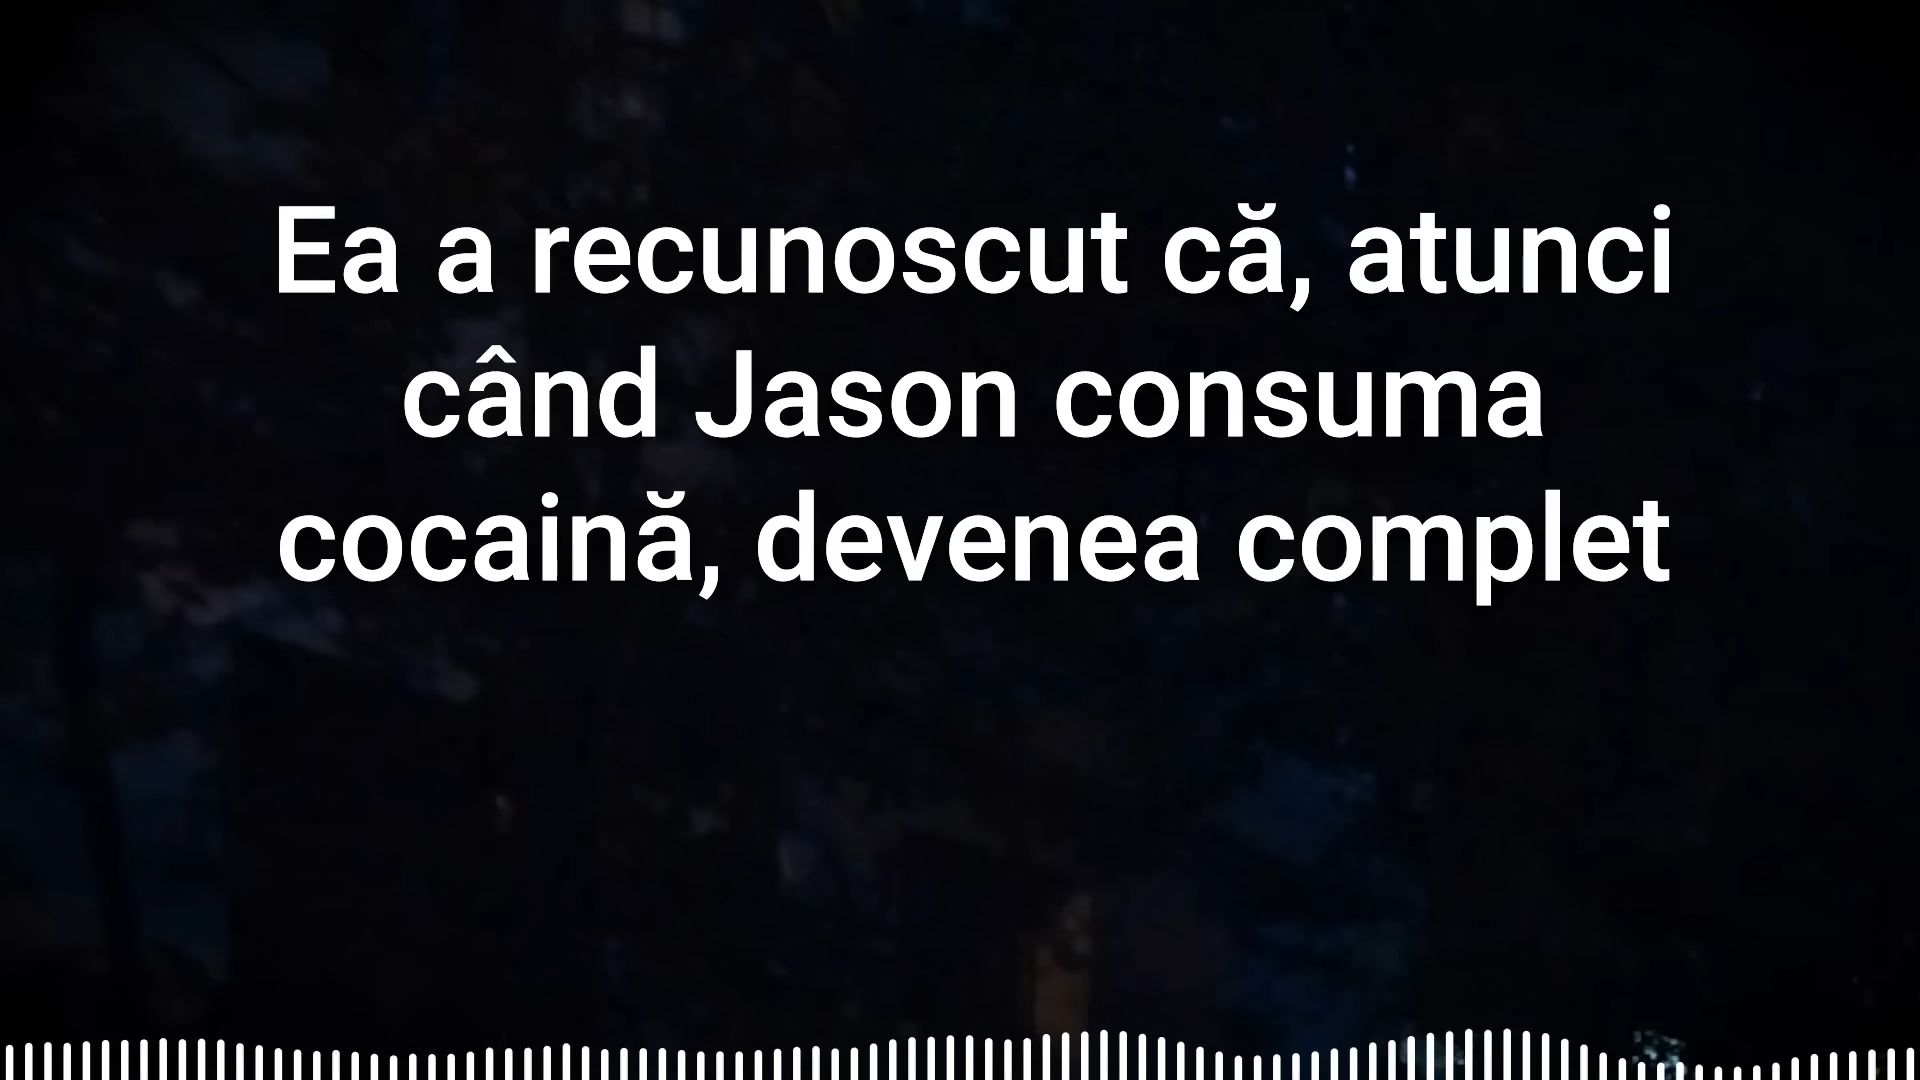 Ea a recunoscut că, atunci
când Jason consuma
cocaină, devenea complet